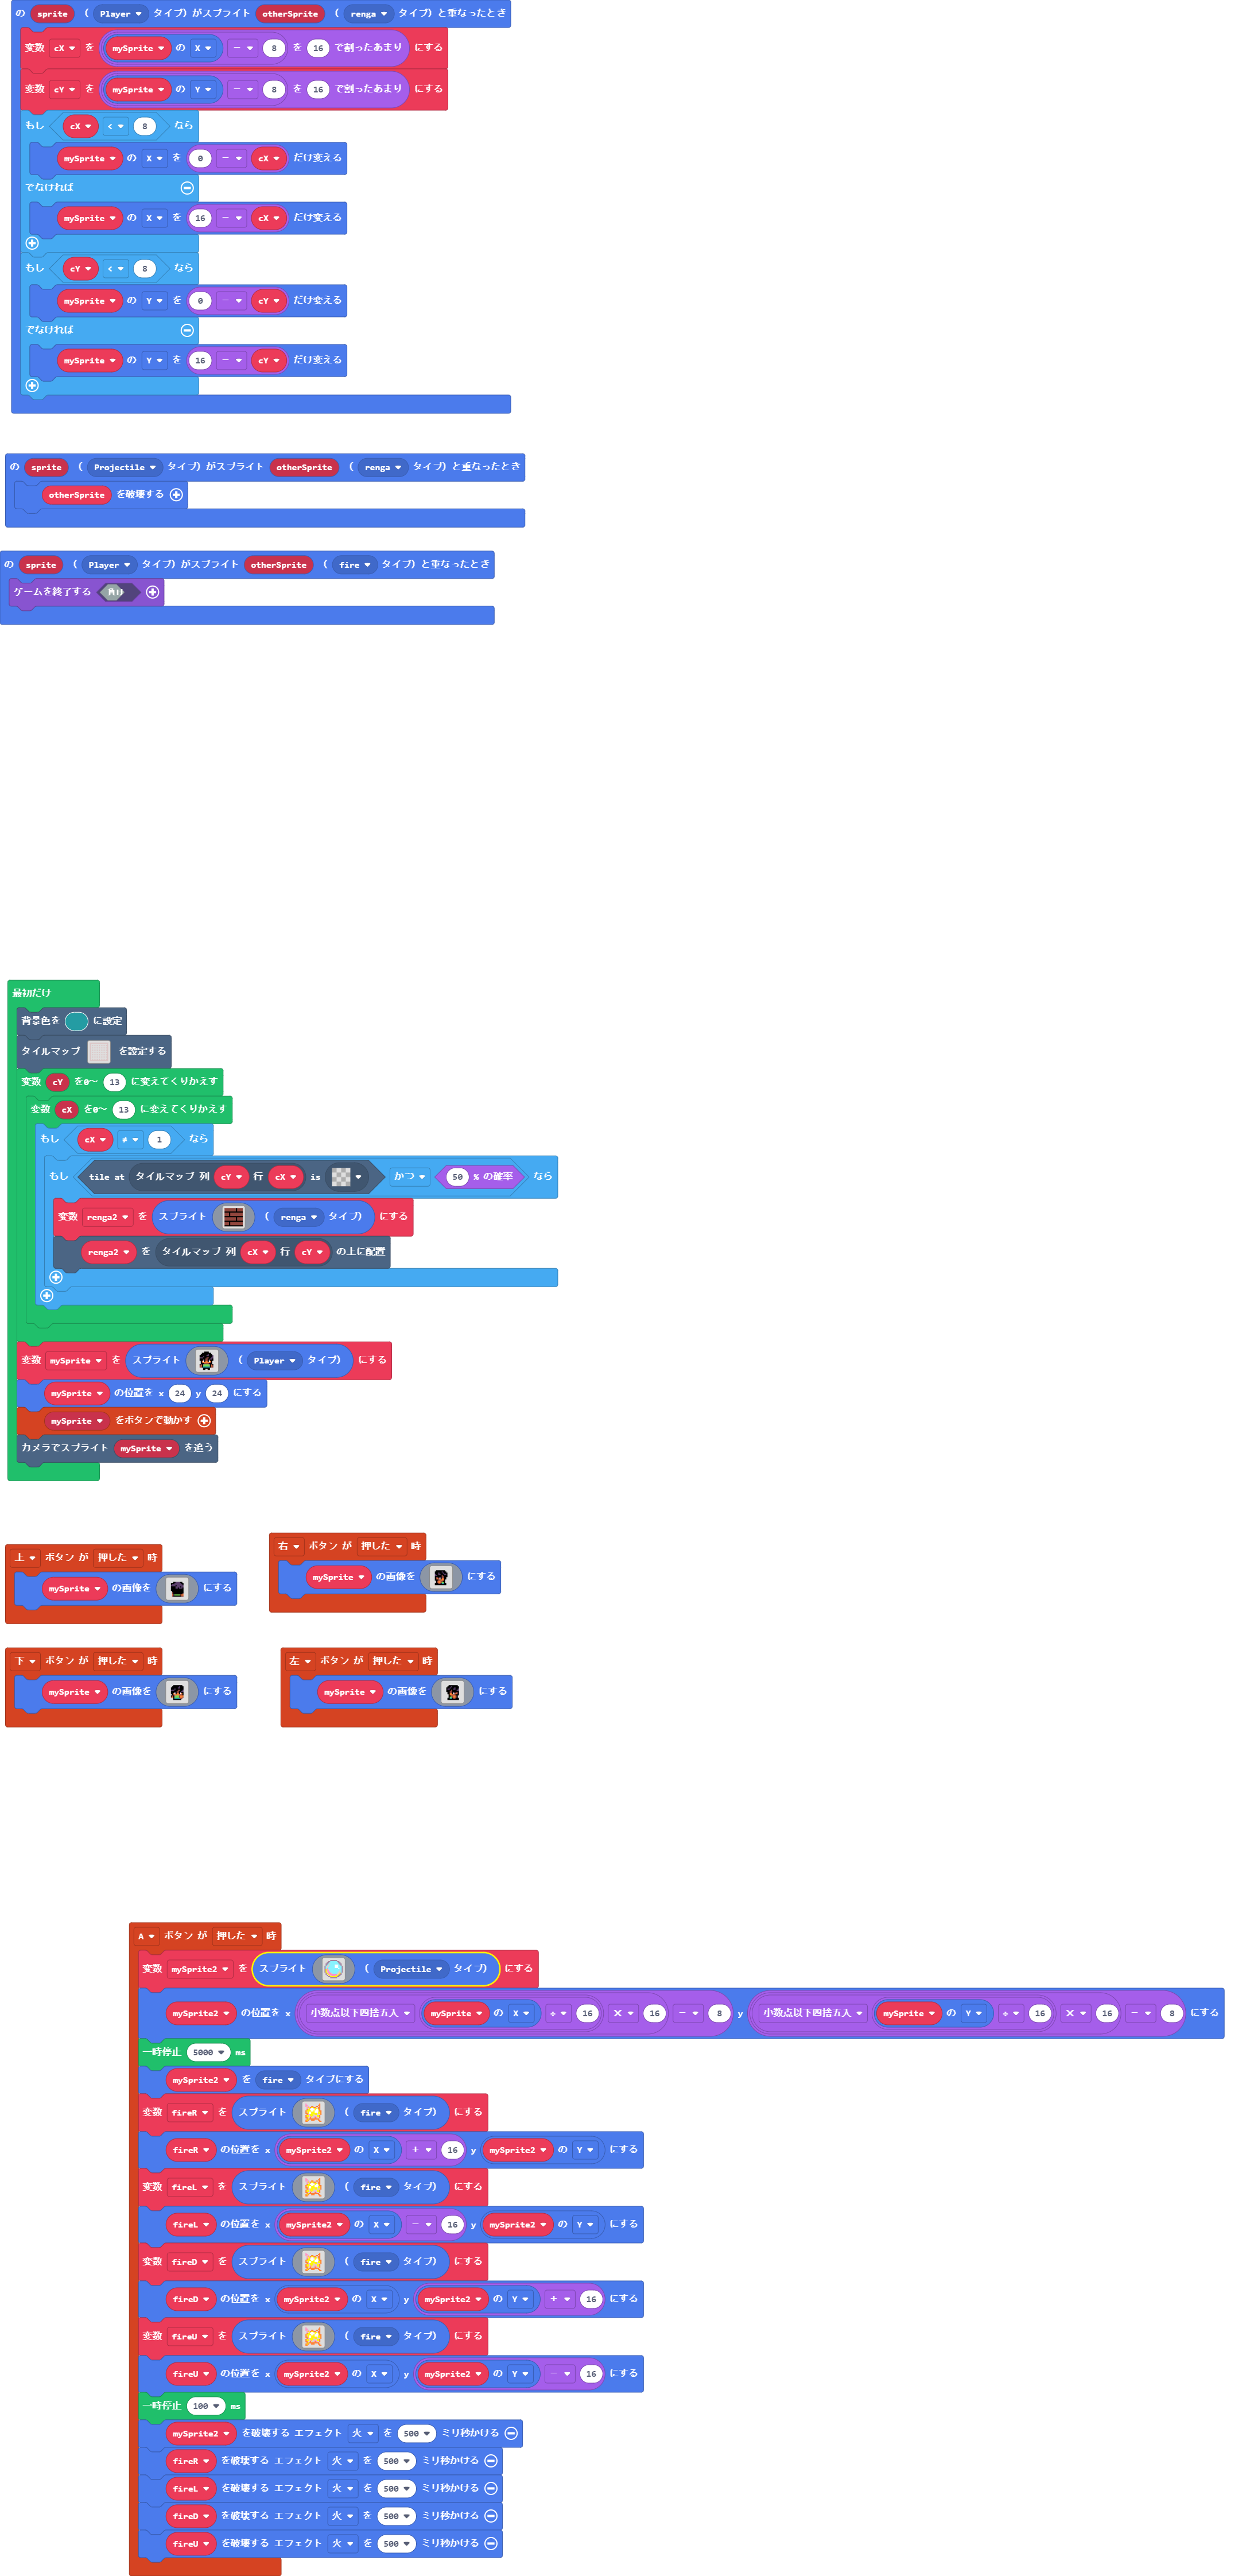 の sprite ( Player タイプ) がスプライト otherSprite ( renga タイプ) と重なったとき
変数 cX を mySprite の X - 8 を 16 で割ったあまり にする
変数 cY を mySprite の Y - 8 を 16 で割ったあまり にする
もし cX < 8 なら
mySprite の X を 0 - cX だけ変える
でなければ
mySprite の X を 16 - cX だけ変える
もし cY < 8 なら
mySprite の Y を 0 - cY だけ変える
でなければ
mySprite の Y を 16 - cY だけ変える
の sprite ( Projectile タイプ) がスプライト otherSprite ( renga タイプ) と重なったとき
otherSprite を破壊する
の sprite ( Player タイプ) がスプライト otherSprite ( fire タイプ) と重なったとき
ゲームを終了する 負け
最初だけ
背景色を に設定
タイルマップ を設定する
変数 cY を0～ 13 に変えてくりかえす
変数 cX を0～ 13 に変えてくりかえす
もし cX ≠ 1 なら
もし tile at タイルマップ 列 cY 行 cX is かつ 50 % の確率 なら
変数 renga2 を スプライト ( renga タイプ) にする
renga2 を タイルマップ 列 cX 行 cY の上に配置
変数 mySprite を スプライト ( Player タイプ) にする
mySprite の位置を x 24 y 24 にする
mySprite をボタンで動かす
カメラでスプライト mySprite を追う
上 ボタン が 押した 時
mySprite の画像を にする
右 ボタン が 押した 時
mySprite の画像を にする
下 ボタン が 押した 時
mySprite の画像を にする
左 ボタン が 押した 時
mySprite の画像を にする
A ボタン が 押した 時
変数 mySprite2 を スプライト ( Projectile タイプ) にする
mySprite2 の位置を x 小数点以下四捨五入 mySprite の X ÷ 16 × 16 - 8 y 小数点以下四捨五入 mySprite の Y ÷ 16 × 16 - 8 にする
一時停止 5000 ms
mySprite2 を fire タイプにする
変数 fireR を スプライト ( fire タイプ) にする
fireR の位置を x mySprite2 の X + 16 y mySprite2 の Y にする
変数 fireL を スプライト ( fire タイプ) にする
fireL の位置を x mySprite2 の X - 16 y mySprite2 の Y にする
変数 fireD を スプライト ( fire タイプ) にする
fireD の位置を x mySprite2 の X y mySprite2 の Y + 16 にする
変数 fireU を スプライト ( fire タイプ) にする
fireU の位置を x mySprite2 の X y mySprite2 の Y - 16 にする
一時停止 100 ms
mySprite2 を破壊する エフェクト 火 を 500 ミリ秒かける
fireR を破壊する エフェクト 火 を 500 ミリ秒かける
fireL を破壊する エフェクト 火 を 500 ミリ秒かける
fireD を破壊する エフェクト 火 を 500 ミリ秒かける
fireU を破壊する エフェクト 火 を 500 ミリ秒かける